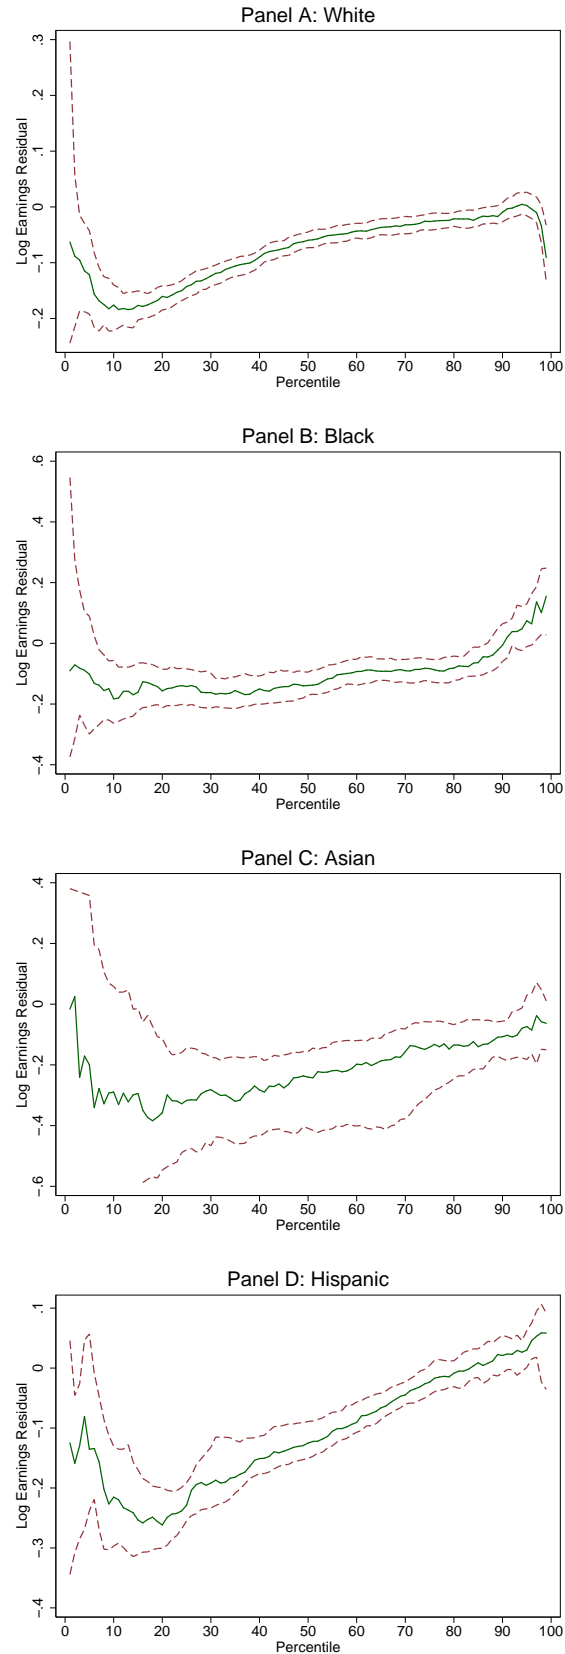 Panel A: White
Log Earnings Residual
.3
.2
.1
0
-.1
-.2
0 10 20 30 40 50 60 70 80 90 100
Percentile
Panel B: Black
Log Earnings Residual
.6
.4
.2
0
-.2
-.4
0 10 20 30 40 50 60 70 80 90 100
Percentile
Panel C: Asian
Log Earnings Residual
.4
.2
0
-.2
-.4
-.6
0 10 20 30 40 50 60 70 80 90 100
Percentile
Panel D: Hispanic
Log Earnings Residual
.1
0
-.1
-.2
-.3
-.4
0 10 20 30 40 50 60 70 80 90 100
Percentile